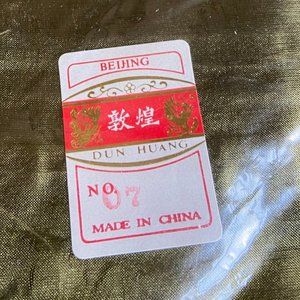 BEIJING
敦煌
DUN HUANG
NO. 07
MADE IN CHINA